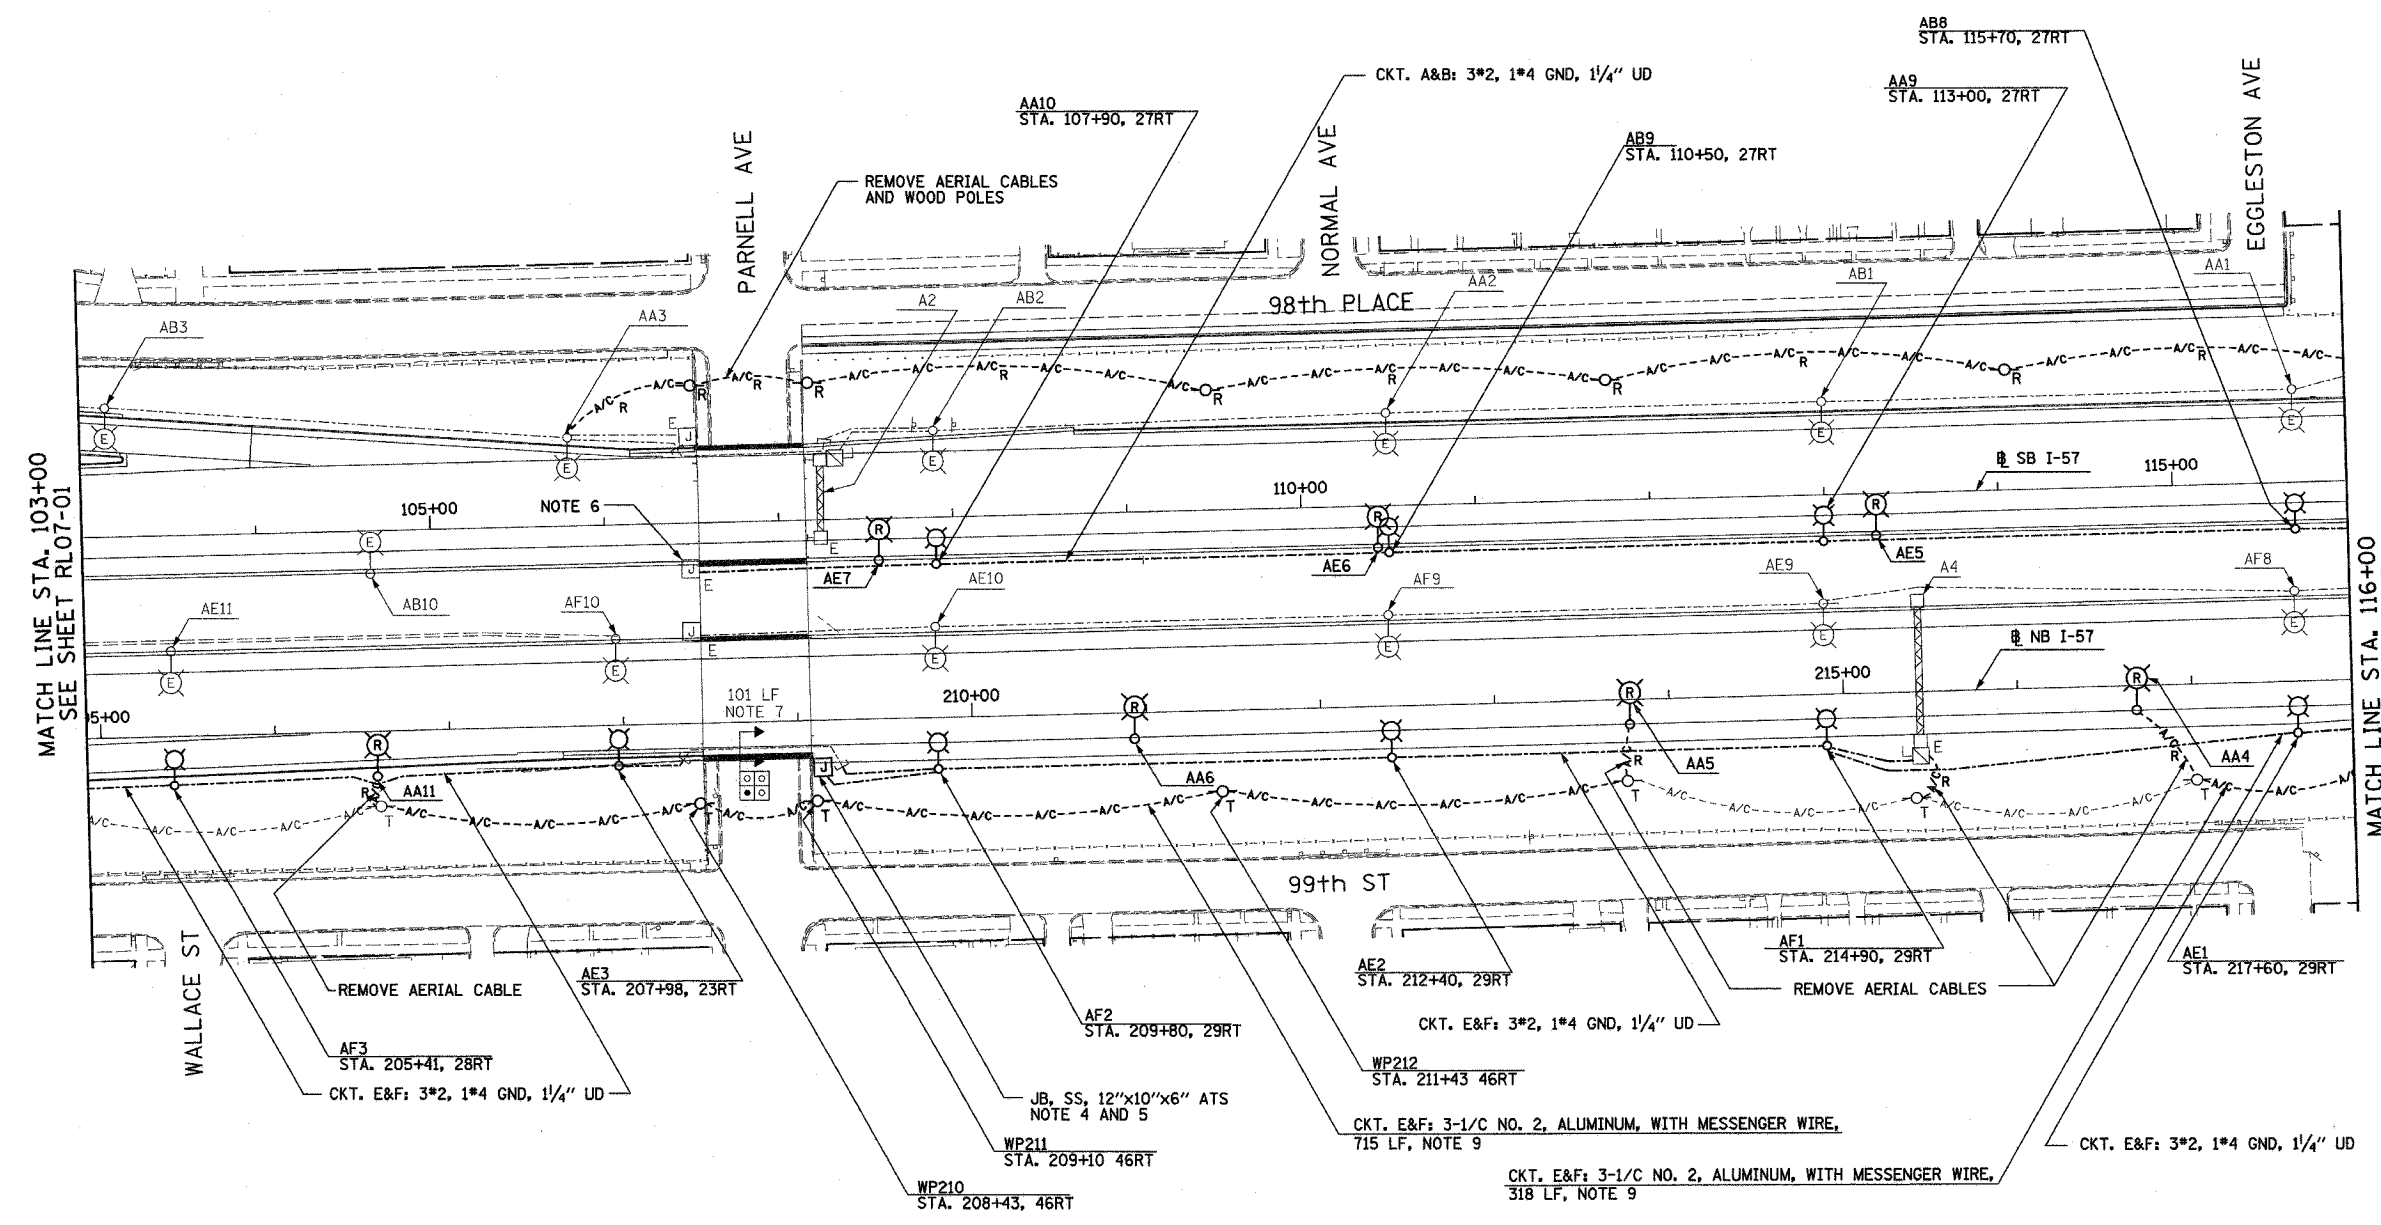 AB8
STA. 115+70, 27RT
CKT. A&B: 3#2, 1#4 GND, 1¼" UD
AA9
STA. 113+00, 27RT
AA10
STA. 107+90, 27RT
AB9
STA. 110+50, 27RT
EGGLESTON AVE
PARNELL AVE
NORMAL AVE
REMOVE AERIAL CABLES
AND WOOD POLES
98th PLACE
AB3
AA3
A2
AB2
AA2
AB1
AA1
A/C
R
E
J
MATCH LINE STA. 103+00
SEE SHEET RL07-01
NOTE 6
105+00
110+00
℄ SB I-57
115+00
AE7
AE6
AE5
AE11
AB10
AF10
AE10
AF9
AE9
A4
AF8
℄ NB I-57
MATCH LINE STA. 116+00
101 LF
NOTE 7
210+00
215+00
AA11
AA6
AA5
AA4
T
99th ST
WALLACE ST
REMOVE AERIAL CABLE
AE3
STA. 207+98, 23RT
AE2
STA. 212+40, 29RT
AF1
STA. 214+90, 29RT
AE1
STA. 217+60, 29RT
REMOVE AERIAL CABLES
AF2
STA. 209+80, 29RT
CKT. E&F: 3#2, 1#4 GND, 1¼" UD
AF3
STA. 205+41, 28RT
CKT. E&F: 3#2, 1#4 GND, 1¼" UD
WP212
STA. 211+43 46RT
JB, SS, 12"x10"x6" ATS
NOTE 4 AND 5
CKT. E&F: 3-1/C NO. 2, ALUMINUM, WITH MESSENGER WIRE,
715 LF, NOTE 9
WP211
STA. 209+10 46RT
CKT. E&F: 3#2, 1#4 GND, 1¼" UD
CKT. E&F: 3-1/C NO. 2, ALUMINUM, WITH MESSENGER WIRE,
318 LF, NOTE 9
WP210
STA. 208+43, 46RT